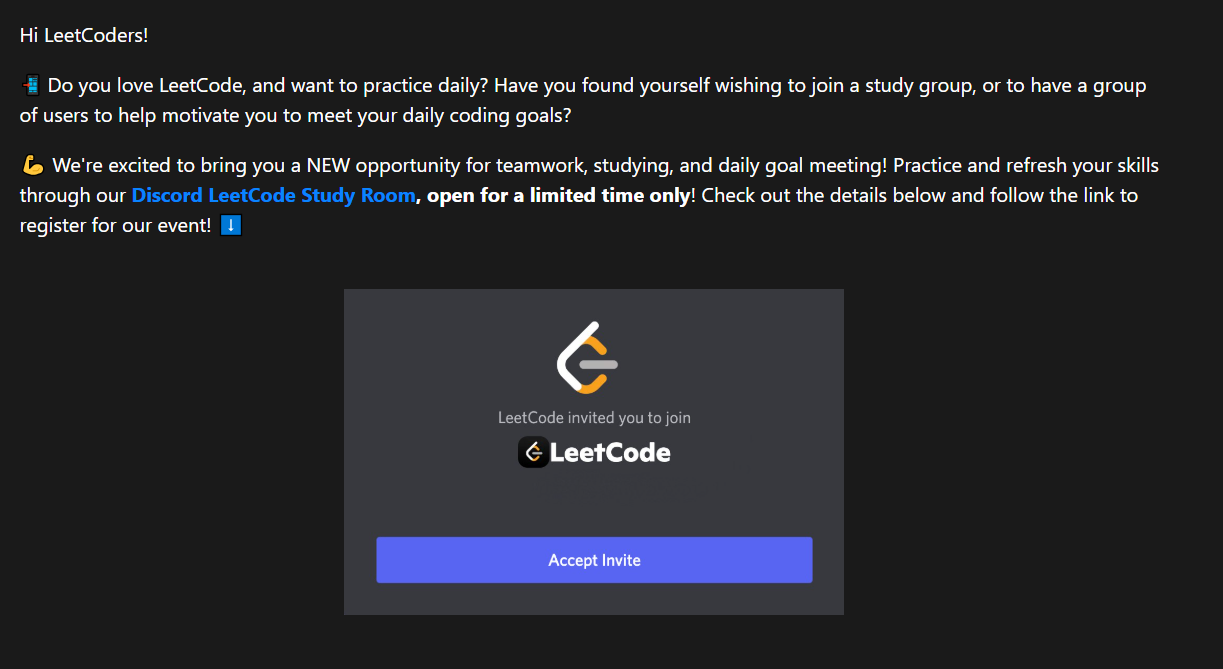 Hi LeetCoders!
📲 Do you love LeetCode, and want to practice daily? Have you found yourself wishing to join a study group, or to have a group
of users to help motivate you to meet your daily coding goals?
💪 We're excited to bring you a NEW opportunity for teamwork, studying, and daily goal meeting! Practice and refresh your skills
through our Discord LeetCode Study Room, open for a limited time only! Check out the details below and follow the link to
register for our event! ⬇️
LeetCode invited you to join
LeetCode
Accept Invite